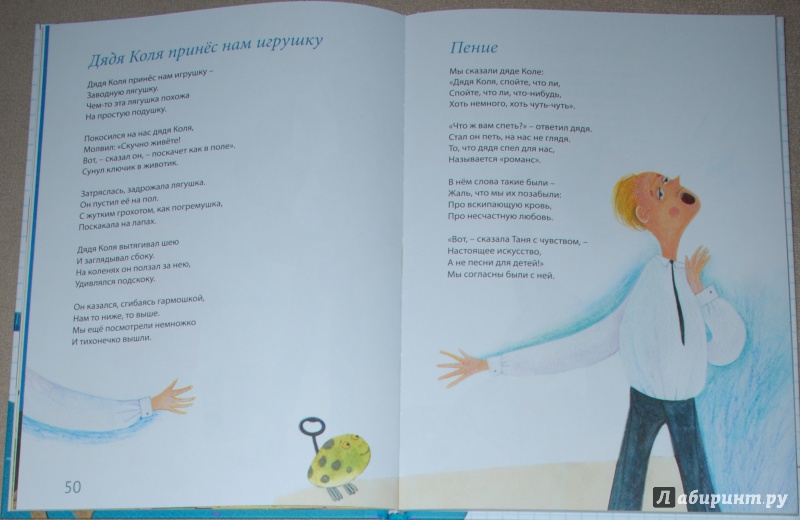 Дядя Коля принёс нам игрушку
Дядя Коля принёс нам игрушку –
Заводную лягушку.
Чем-то эта лягушка похожа
На простую подушку.
Покосился на нас дядя Коля,
Молвил: «Скучно живёте!
Вот, – сказал он, – поскачет как в поле».
Сунул ключик в животик.
Затряслась, задрожала лягушка.
Он пустил её на пол.
С жутким грохотом, как погремушка,
Поскакала на лапах.
Дядя Коля вытягивал шею
И заглядывал сбоку.
На коленях он ползал за нею,
Удивлялся подскоку.
Он казался, сгибаясь гармошкой,
Нам то ниже, то выше.
Мы ещё посмотрели немножко
И тихонечко вышли.
50
Пение
Мы сказали дяде Коле:
«Дядя Коля, спойте, что ли,
Спойте, что ли, что-нибудь,
Хоть немного, хоть чуть-чуть».
«Что ж вам спеть?» – ответил дядя.
Стал он петь, на нас не глядя.
То, что дядя спел для нас,
Называется «романс».
В нём слова такие были –
Жаль, что мы их позабыли:
Про вскипающую кровь,
Про несчастную любовь.
«Вот, – сказала Таня с чувством, –
Настоящее искусство,
А не песни для детей!»
Мы согласны были с ней.
Лабиринт.ру